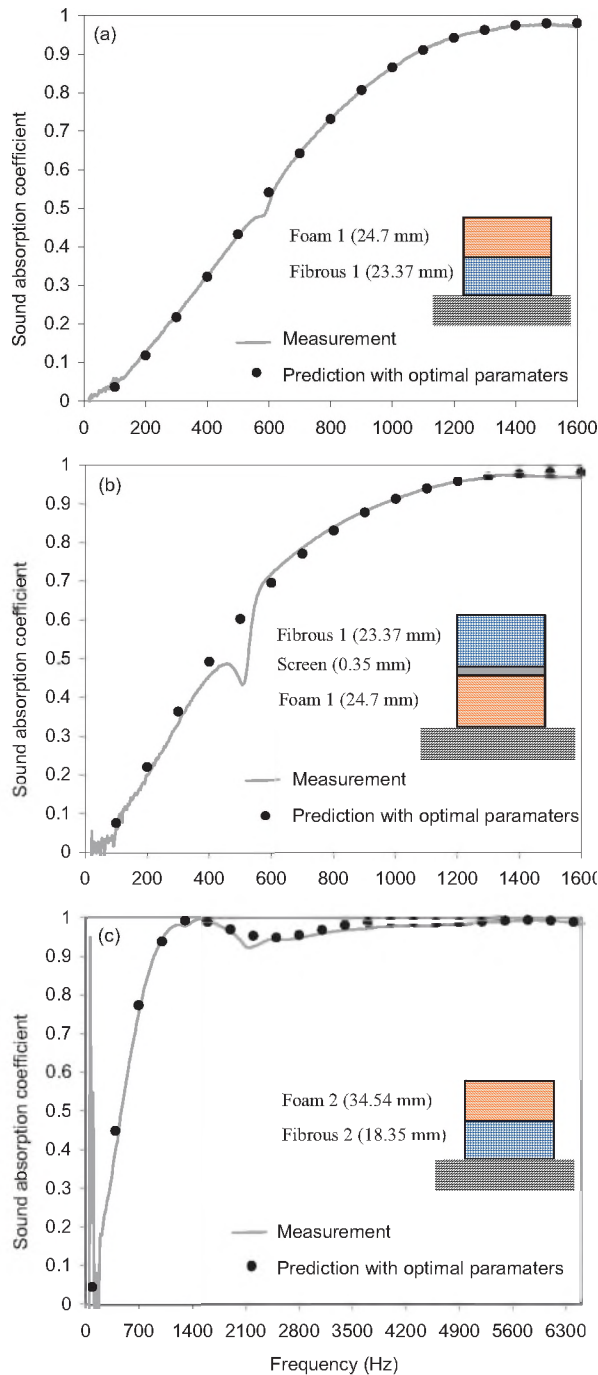 (a)
Sound absorption coefficient
1
0.9
0.8
0.7
0.6
0.5
0.4
0.3
0.2
0.1
0
Foam 1 (24.7 mm)
Fibrous 1 (23.37 mm)
Measurement
Prediction with optimal paramaters
0 200 400 600 800 1000 1200 1400 1600
(b)
Sound absorption coefficient
1
0.9
0.8
0.7
0.6
0.5
0.4
0.3
0.2
0.1
0
Fibrous 1 (23.37 mm)
Screen (0.35 mm)
Foam 1 (24.7 mm)
Measurement
Prediction with optimal paramaters
0 200 400 600 800 1000 1200 1400 1600
(c)
Sound absorption coefficient
1
0.9
0.8
0.7
0.6
0.5
0.4
0.3
0.2
0.1
0
Foam 2 (34.54 mm)
Fibrous 2 (18.35 mm)
Measurement
Prediction with optimal paramaters
0 700 1400 2100 2800 3500 4200 4900 5600 6300
Frequency (Hz)